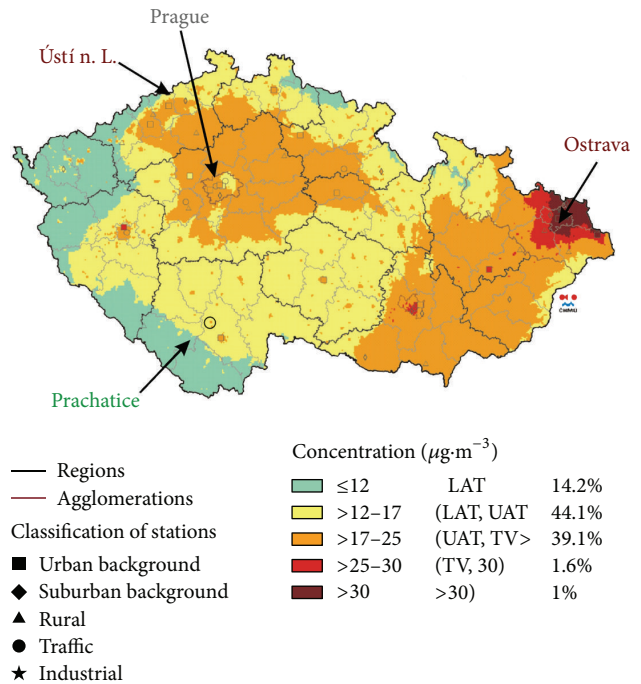 Prague
Ústí n. L.
Ostrava
CHMU
Prachatice
Concentration (μg·m⁻³)
Regions
Agglomerations
Classification of stations
Urban background
Suburban background
Rural
Traffic
Industrial
≤12 LAT 14.2%
>12–17 (LAT, UAT 44.1%
>17–25 (UAT, TV> 39.1%
>25–30 (TV, 30) 1.6%
>30 >30) 1%